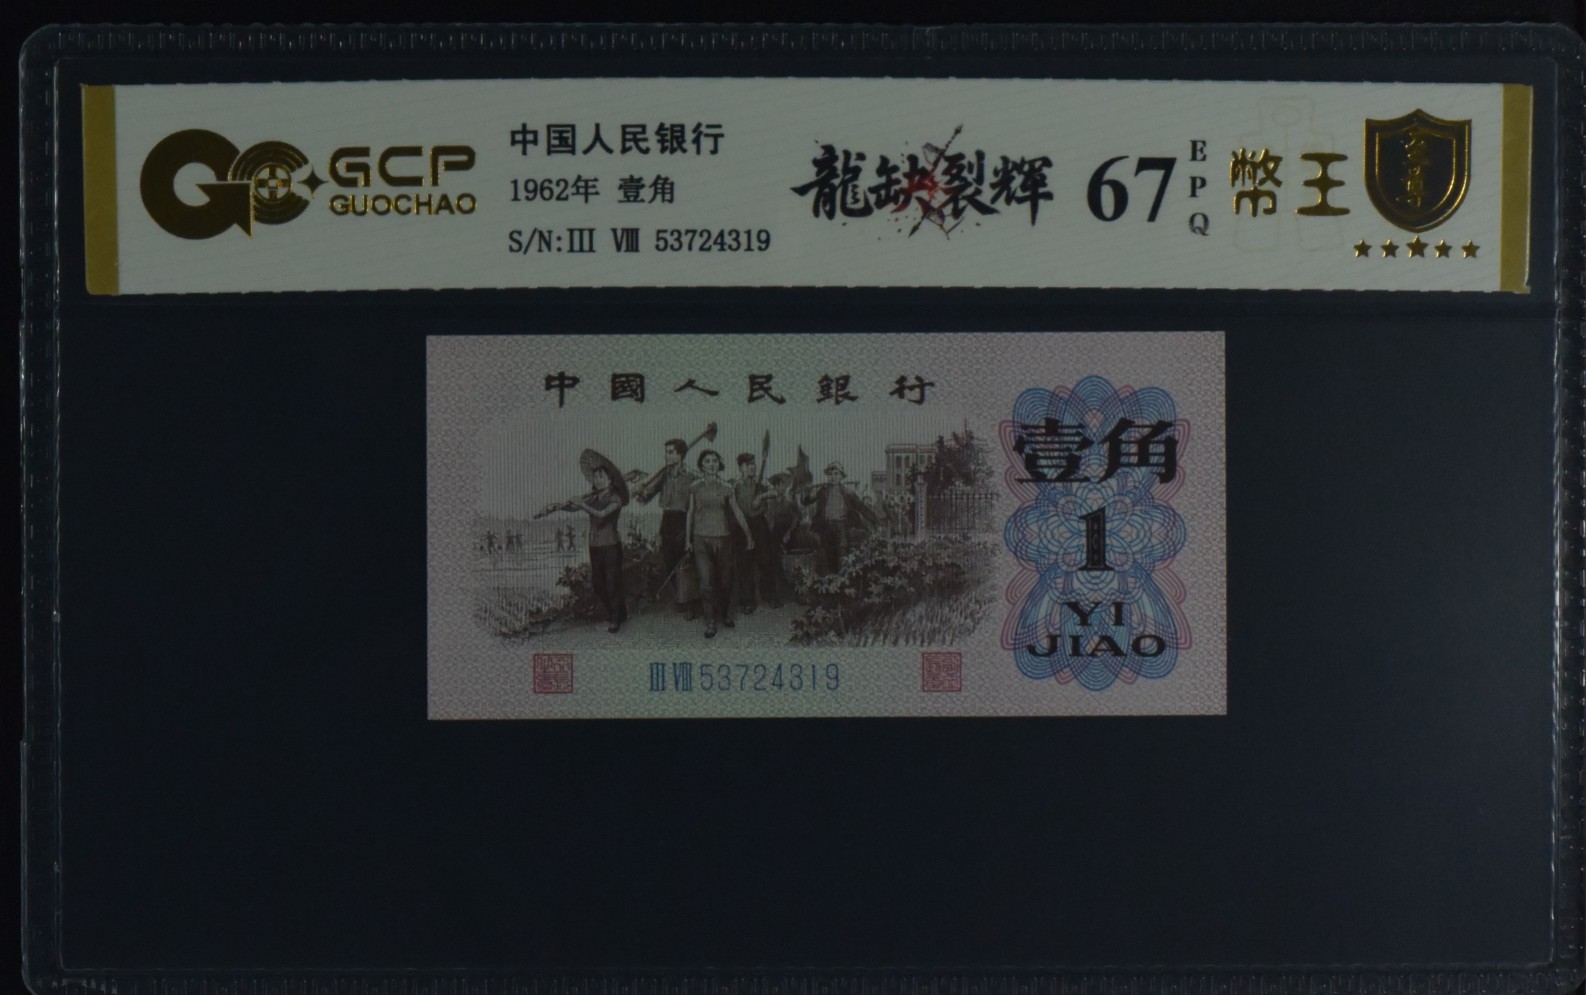 GCP
GUOCHAO
中国人民银行
1962年 壹角
S/N:III VIII 53724319
龍缺裂輝
67
EPQ
幣王
中國人民銀行
壹角
1
YI
JIAO
III VIII 53724319